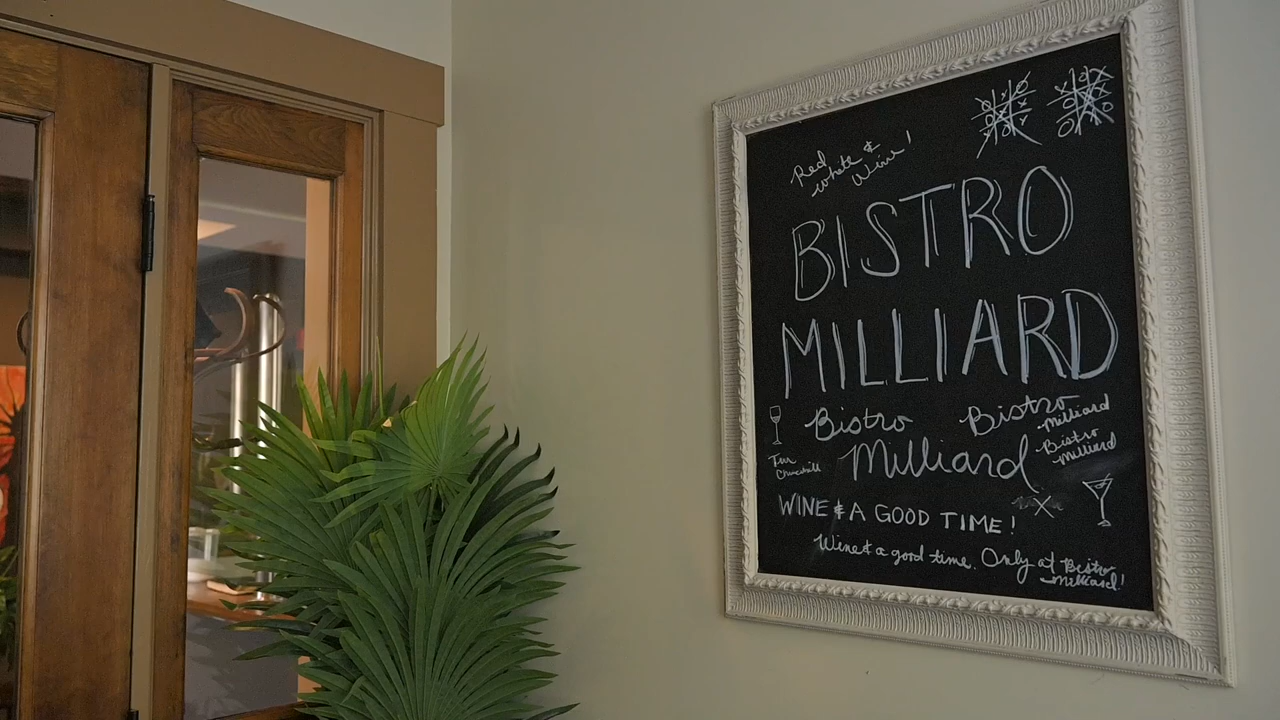 Red
white &
Wine!
BISTRO
MILLIARD
Bistro
Milliard
Bistro
Milliard
Bistro
Milliard
WINE & A GOOD TIME!
Wine & a good time. Only at Bistro
Milliard!